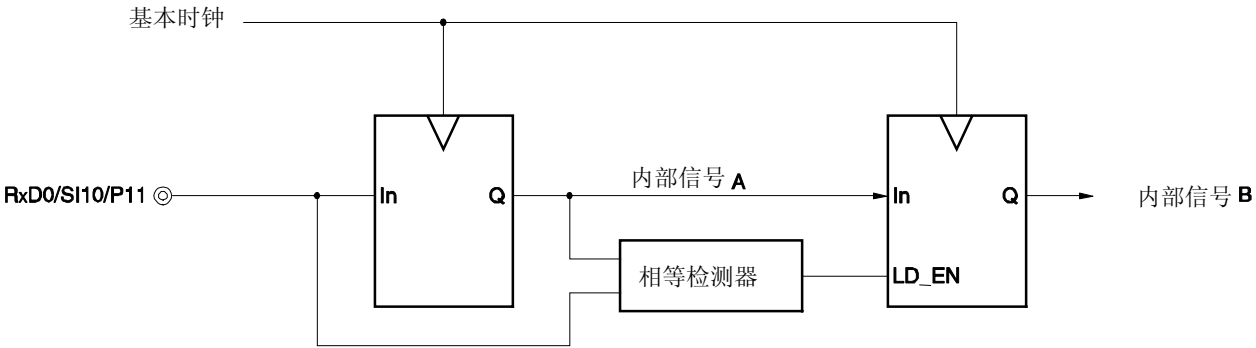 基本时钟
RxD0/SI10/P11
In
Q
内部信号 A
In
Q
内部信号 B
相等检测器
LD_EN